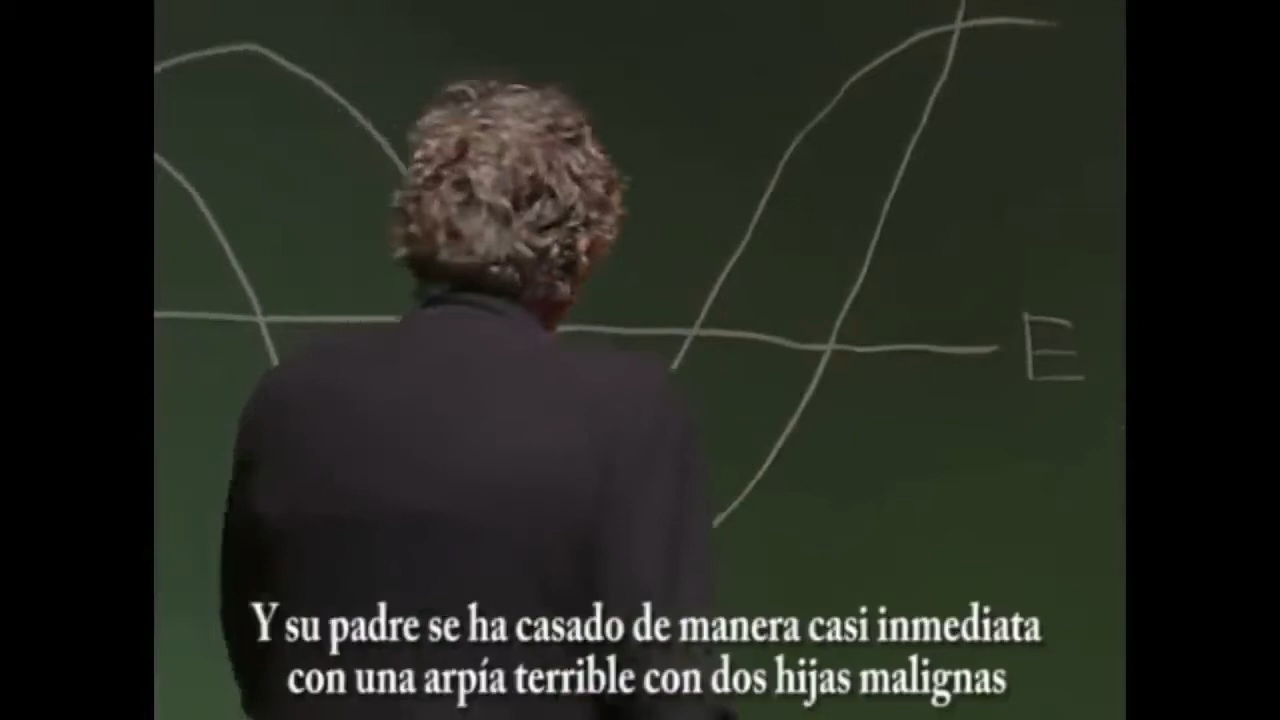 E
Y su padre se ha casado de manera casi inmediata
con una arpía terrible con dos hijas malignas